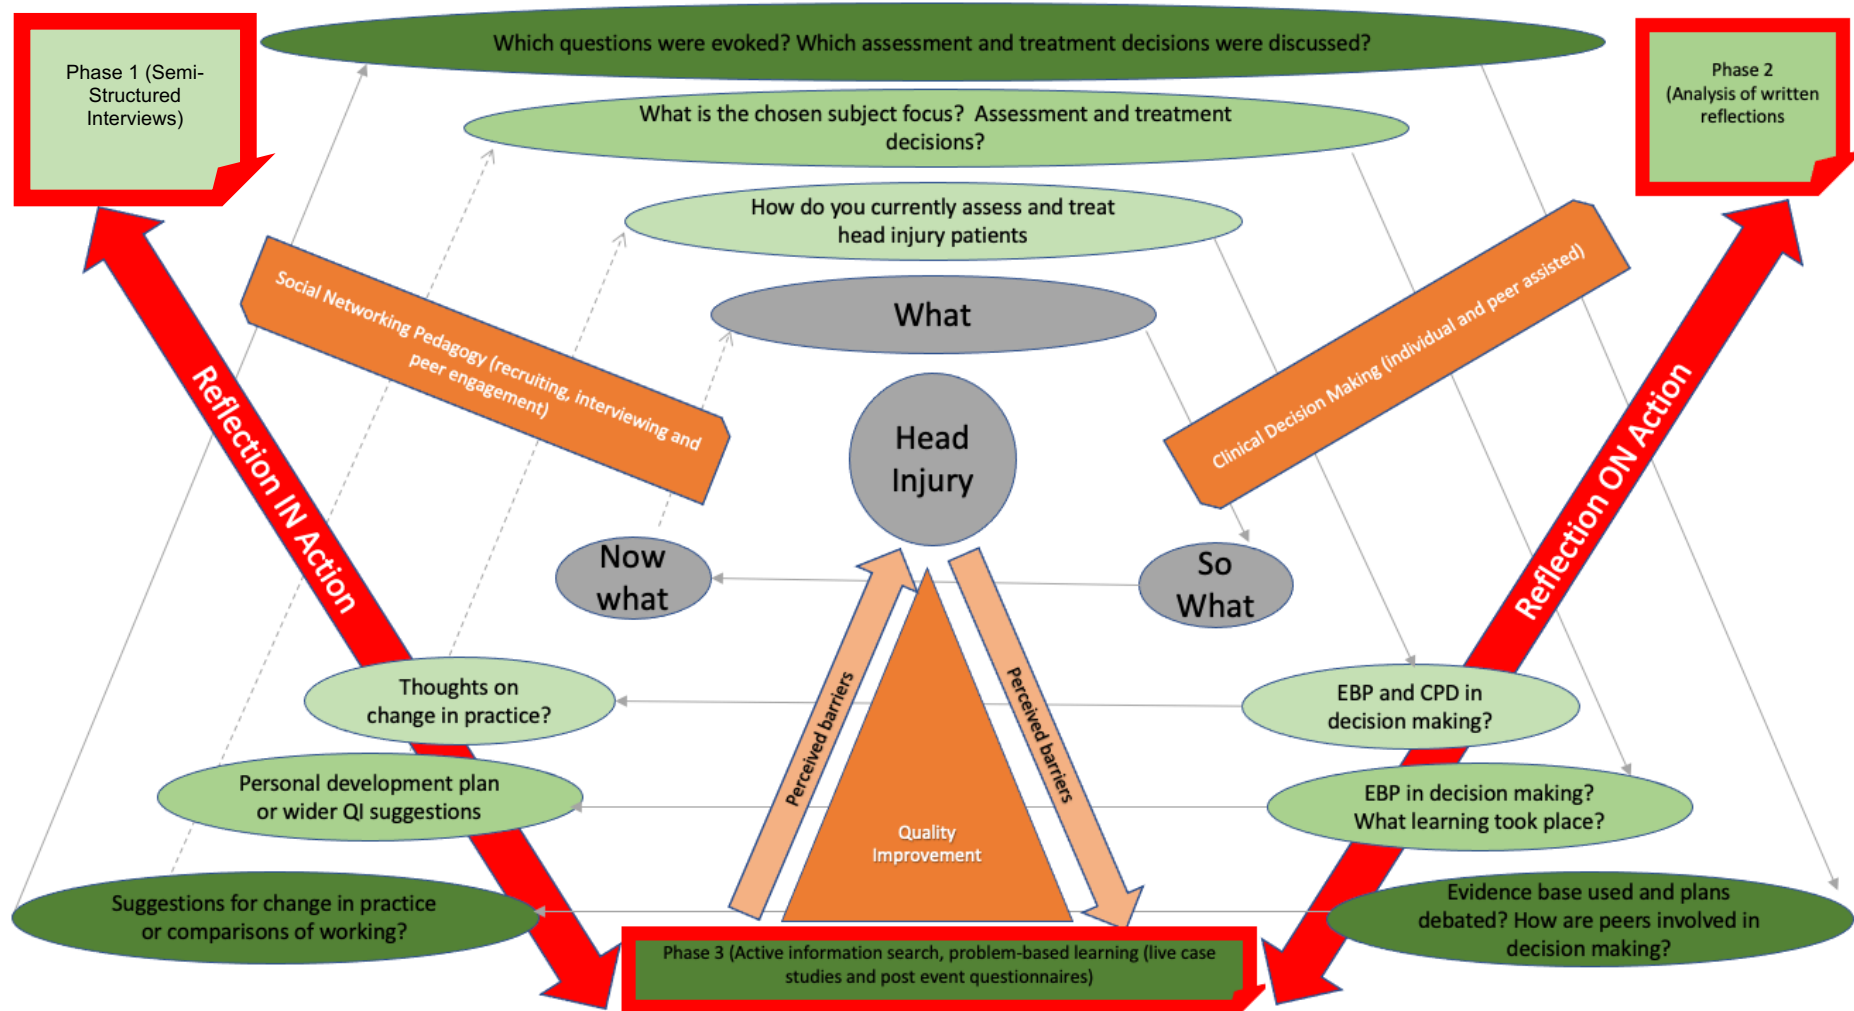 Which questions were evoked? Which assessment and treatment decisions were discussed?
Phase 1 (Semi-
Structured
Interviews)
Phase 2
(Analysis of written
reflections
What is the chosen subject focus?  Assessment and treatment
decisions?
How do you currently assess and treat
head injury patients
What
Social Networking Pedagogy (recruiting, interviewing and
peer engagement)
Clinical Decision Making (individual and peer assisted)
Reflection IN Action
Reflection ON Action
Head
Injury
Now
what
So
What
Thoughts on
change in practice?
Perceived barriers
Perceived barriers
EBP and CPD in
decision making?
Personal development plan
or wider QI suggestions
Quality
Improvement
EBP in decision making?
What learning took place?
Suggestions for change in practice
or comparisons of working?
Evidence base used and plans
debated? How are peers involved in
decision making?
Phase 3 (Active information search, problem-based learning (live case
studies and post event questionnaires)